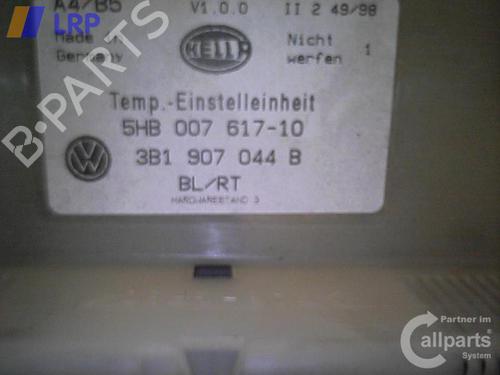 LRP
A4/B5 V1.0.0 II 2 49/98
Made in HELLA Nicht 1
Germany werfen
Temp.-Einstelleinheit
5HB 007 617-10
VW 3B1 907 044 B
BL/RT
HARDWARESTAND 3
B-PARTS
Partner im
Callparts
System